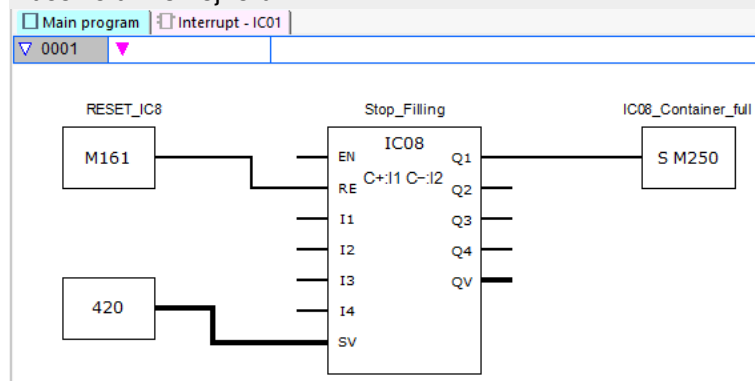 Main program Interrupt - IC01
0001
RESET_IC8 Stop_Filling IC08_Container_full
M161 IC08 S M250
EN Q1
C+:I1 C−:I2
RE Q2
I1 Q3
I2 Q4
I3 QV
420 I4
SV